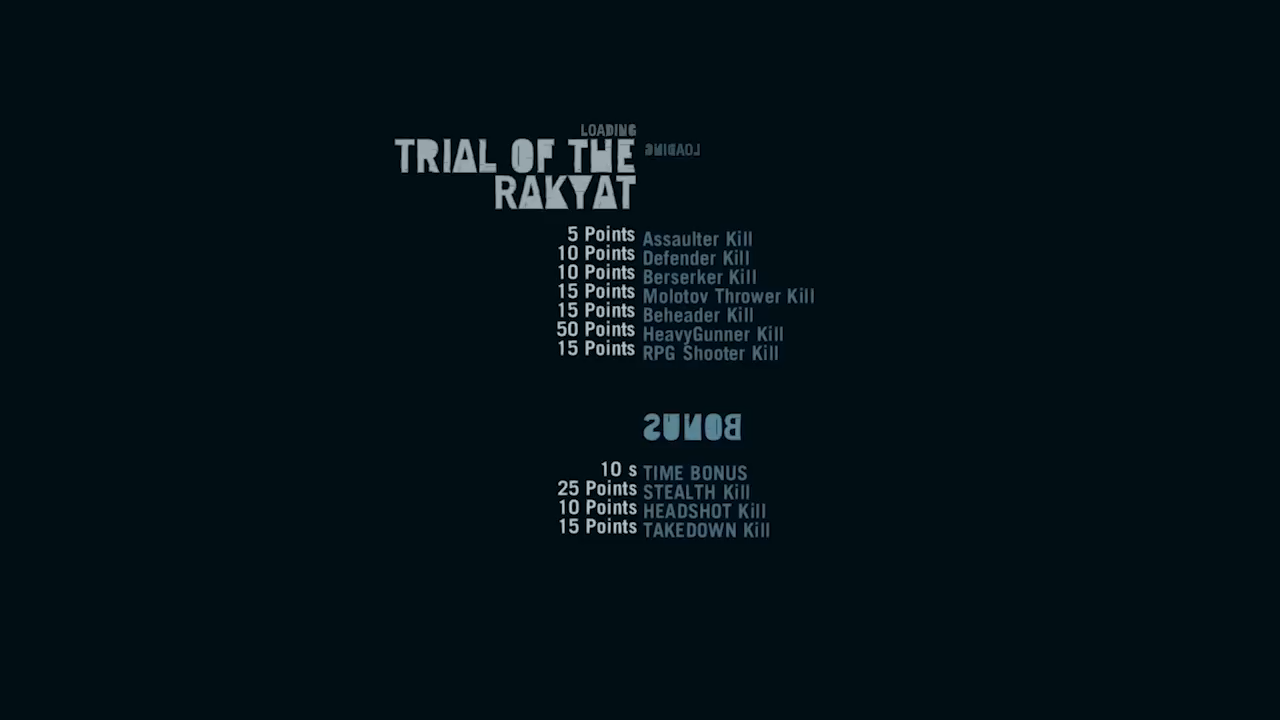 LOADING
TRIAL OF THE
LOADING
RAKYAT
5 Points Assaulter Kill
10 Points Defender Kill
10 Points Berserker Kill
15 Points Molotov Thrower Kill
15 Points Beheader Kill
50 Points HeavyGunner Kill
15 Points RPG Shooter Kill
BONUS
10 s TIME BONUS
25 Points STEALTH Kill
10 Points HEADSHOT Kill
15 Points TAKEDOWN Kill